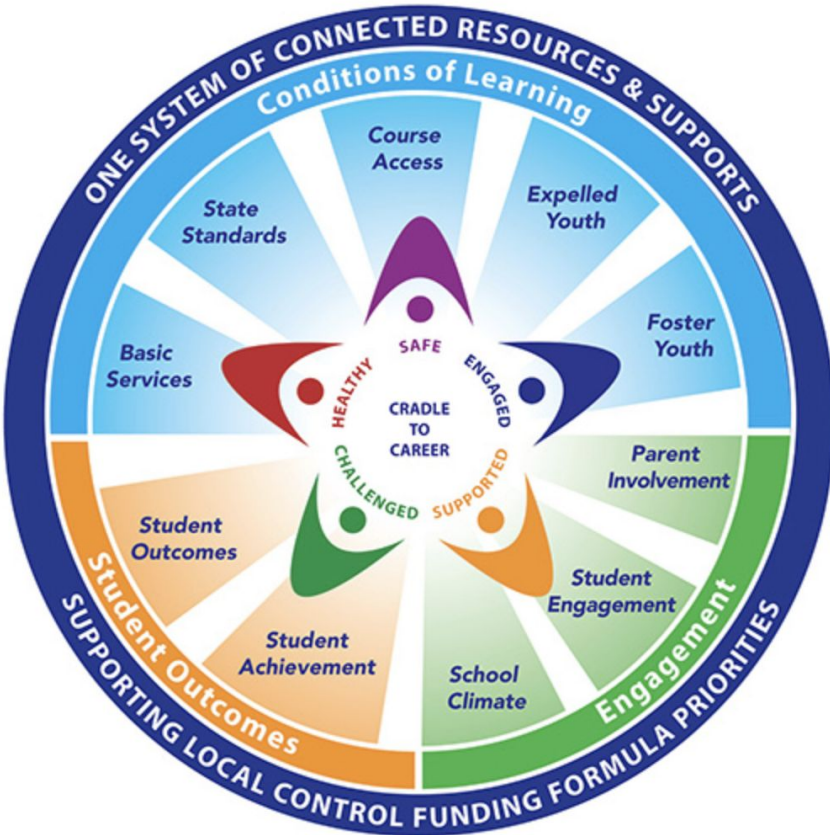 ONE SYSTEM OF CONNECTED RESOURCES & SUPPORTS
Conditions of Learning
Basic
Services
State
Standards
Course
Access
Expelled
Youth
Foster
Youth
Parent
Involvement
Student
Engagement
School
Climate
Engagement
Student
Achievement
Student
Outcomes
Student Outcomes
HEALTHY
SAFE
ENGAGED
SUPPORTED
CHALLENGED
CRADLE
TO
CAREER
SUPPORTING LOCAL CONTROL FUNDING FORMULA PRIORITIES